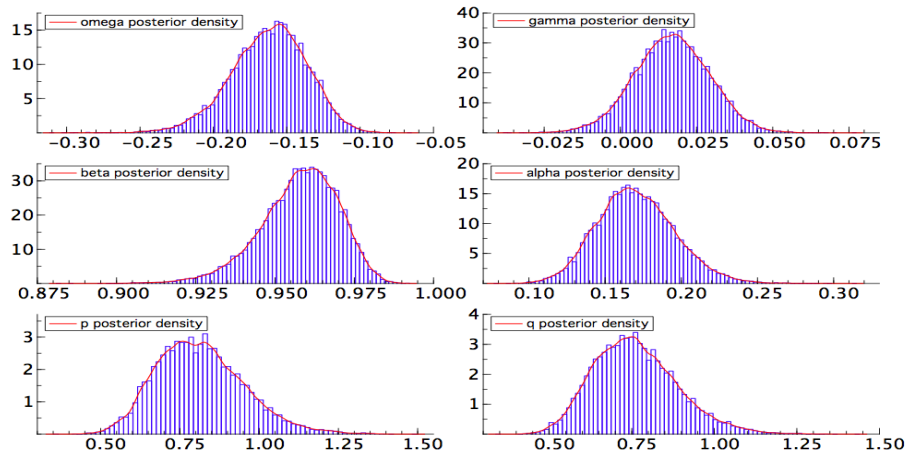 omega posterior density
15
10
5
−0.30 −0.25 −0.20 −0.15 −0.10 −0.05
gamma posterior density
40
30
20
10
−0.025 0.000 0.025 0.050 0.075
beta posterior density
30
20
10
0.875 0.900 0.925 0.950 0.975 1.000
alpha posterior density
20
15
10
5
0.10 0.15 0.20 0.25 0.30
p posterior density
3
2
1
0.50 0.75 1.00 1.25 1.50
q posterior density
4
3
2
1
0.50 0.75 1.00 1.25 1.50